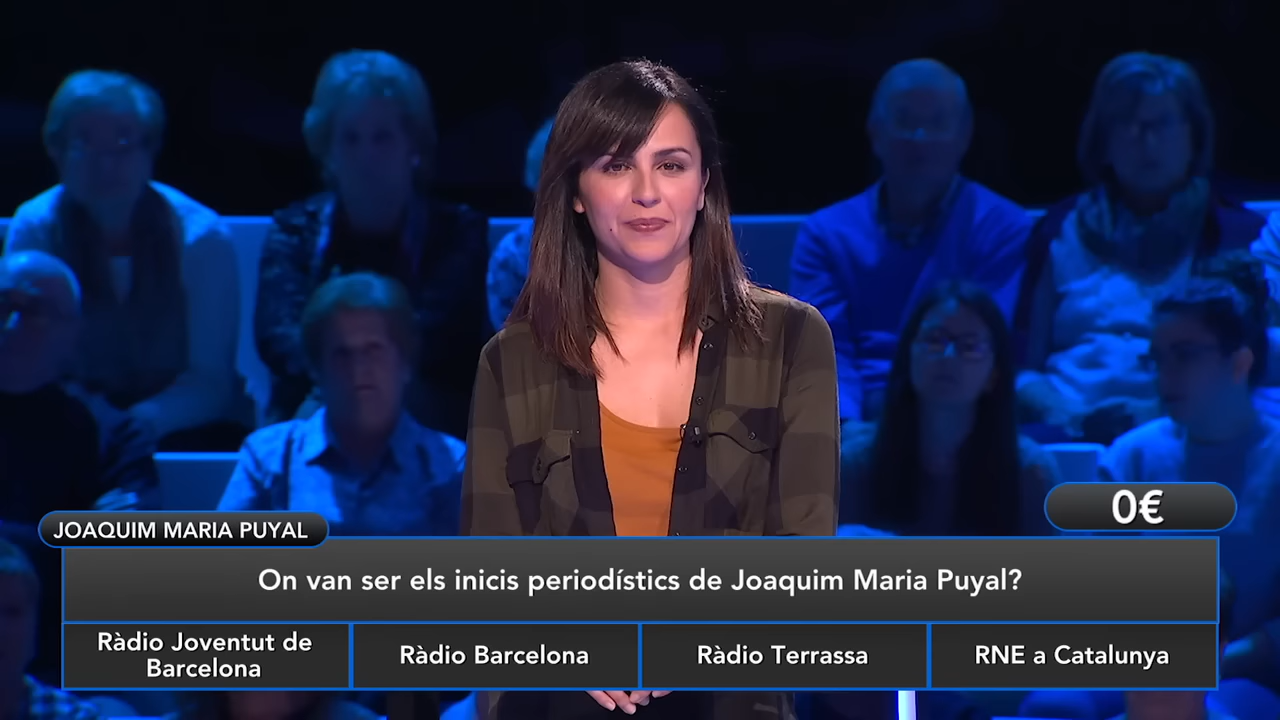 0€
JOAQUIM MARIA PUYAL
On van ser els inicis periodístics de Joaquim Maria Puyal?
Ràdio Joventut de
Barcelona
Ràdio Barcelona
Ràdio Terrassa
RNE a Catalunya